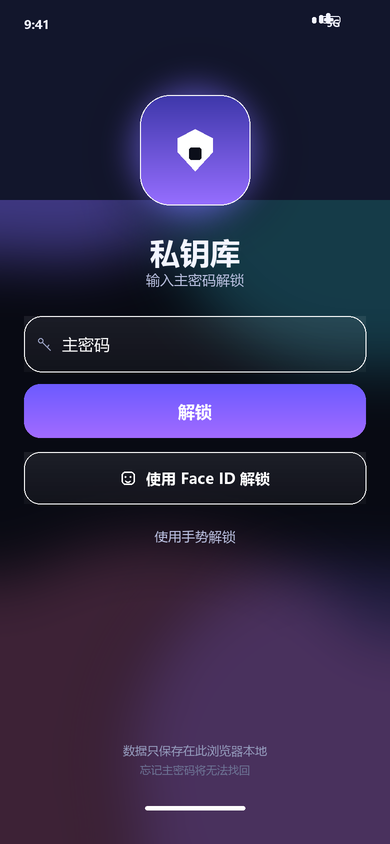 9:41
5G
私钥库
输入主密码解锁
主密码
解锁
使用 Face ID 解锁
使用手势解锁
数据只保存在此浏览器本地
忘记主密码将无法找回